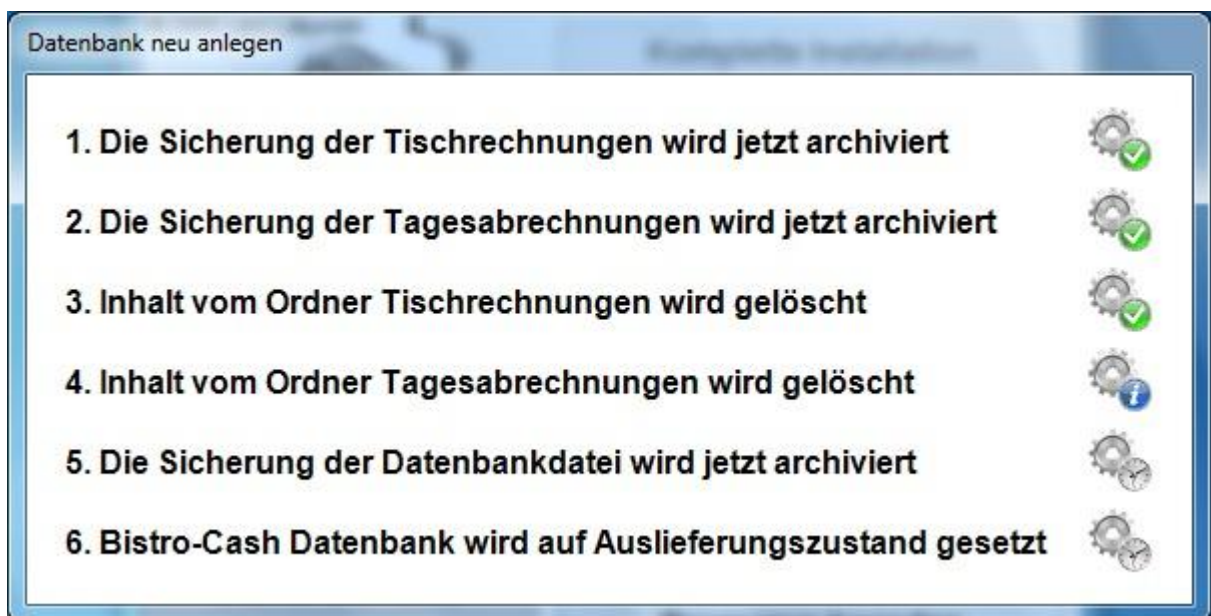 Datenbank neu anlegen
1. Die Sicherung der Tischrechnungen wird jetzt archiviert
2. Die Sicherung der Tagesabrechnungen wird jetzt archiviert
3. Inhalt vom Ordner Tischrechnungen wird gelöscht
4. Inhalt vom Ordner Tagesabrechnungen wird gelöscht
5. Die Sicherung der Datenbankdatei wird jetzt archiviert
6. Bistro-Cash Datenbank wird auf Auslieferungszustand gesetzt